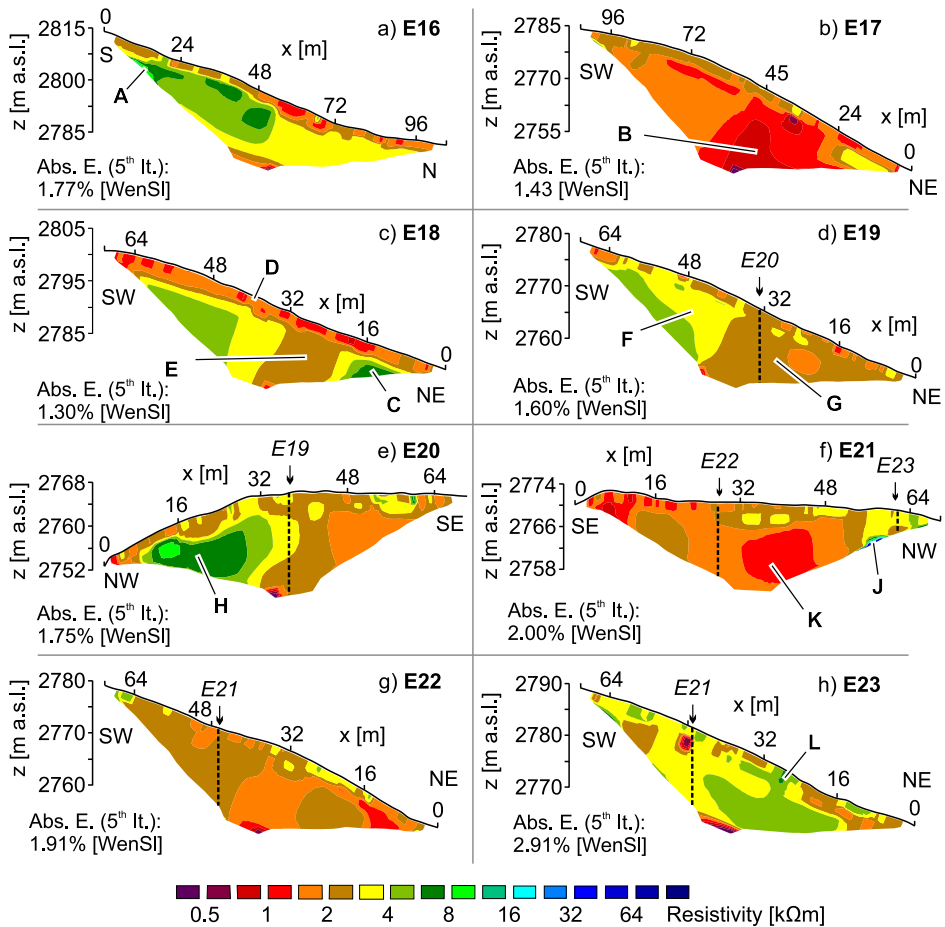 a) E16
z [m a.s.l.]
2815
2800
2785
0
24
48
72
96
x [m]
S
N
A
Abs. E. (5th It.):
1.77% [WenSl]
b) E17
z [m a.s.l.]
2785
2770
2755
96
72
45
24
0
x [m]
SW
NE
B
Abs. E. (5th It.):
1.43 [WenSl]
c) E18
z [m a.s.l.]
2805
2795
2785
64
48
32
16
0
x [m]
SW
NE
D
E
C
Abs. E. (5th It.):
1.30% [WenSl]
d) E19
z [m a.s.l.]
2780
2770
2760
64
48
E20
32
16
0
x [m]
SW
NE
F
G
Abs. E. (5th It.):
1.60% [WenSl]
e) E20
z [m a.s.l.]
2768
2760
2752
0
16
32
E19
48
64
x [m]
NW
SE
H
Abs. E. (5th It.):
1.75% [WenSl]
f) E21
z [m a.s.l.]
2774
2766
2758
0
16
E22
32
48
E23
64
x [m]
SE
NW
J
K
Abs. E. (5th It.):
2.00% [WenSl]
g) E22
z [m a.s.l.]
2780
2770
2760
64
48
E21
32
16
0
x [m]
SW
NE
Abs. E. (5th It.):
1.91% [WenSl]
h) E23
z [m a.s.l.]
2790
2780
2770
64
E21
32
16
0
x [m]
SW
NE
L
Abs. E. (5th It.):
2.91% [WenSl]
0.5 1 2 4 8 16 32 64 Resistivity [kΩm]